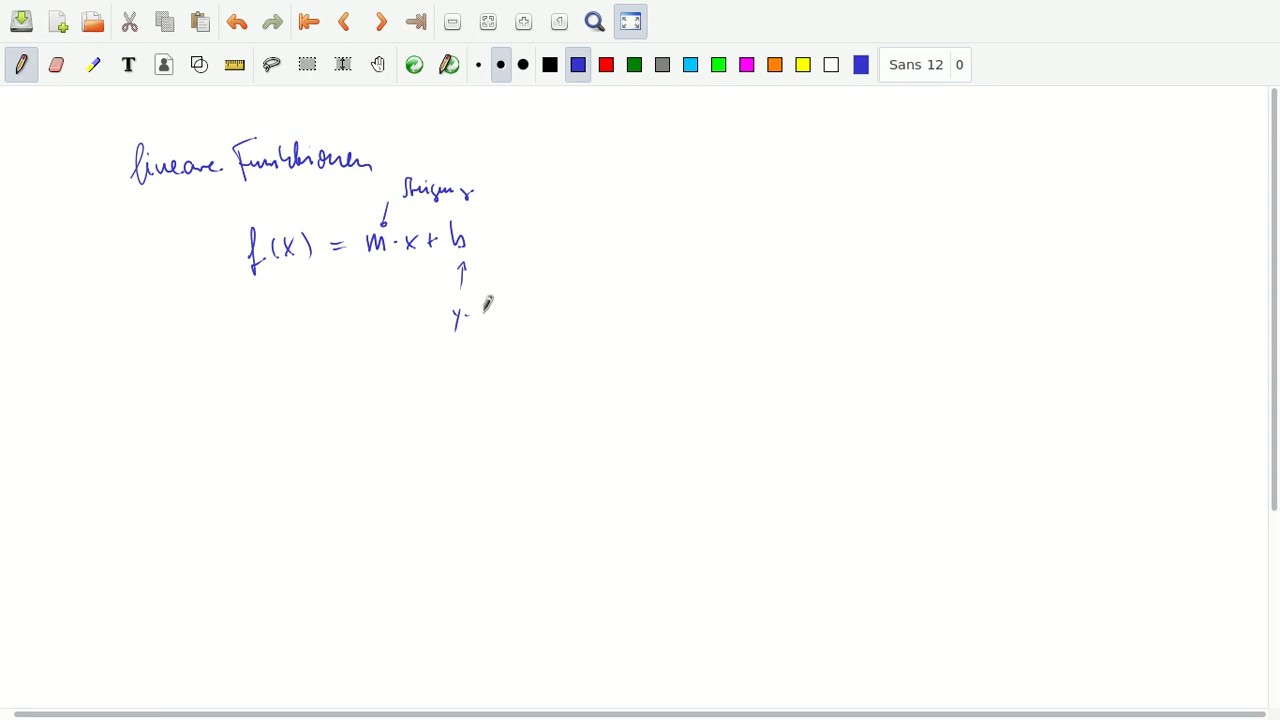 Sans 12 0
lineare Funktionen
Steigung
f(x) = m·x+b
y-